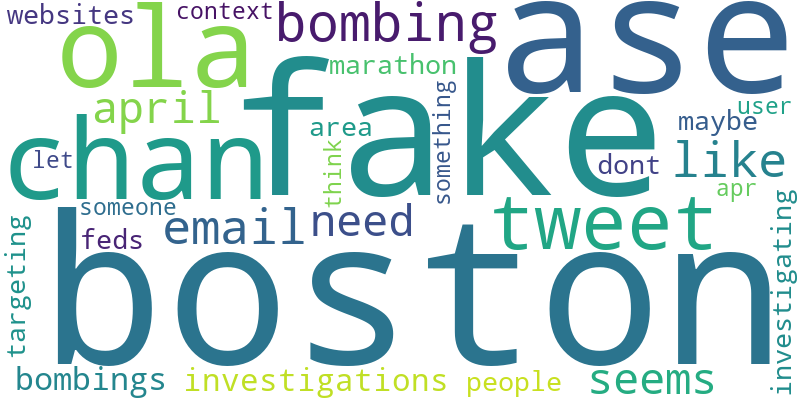 websites
context
bombing
ola
ase
marathon
april
fake
user
area
something
maybe
chan
let
think
dont
like
apr
someone
email
need
tweet
feds
targeting
boston
investigating
bombings
investigations
people
seems